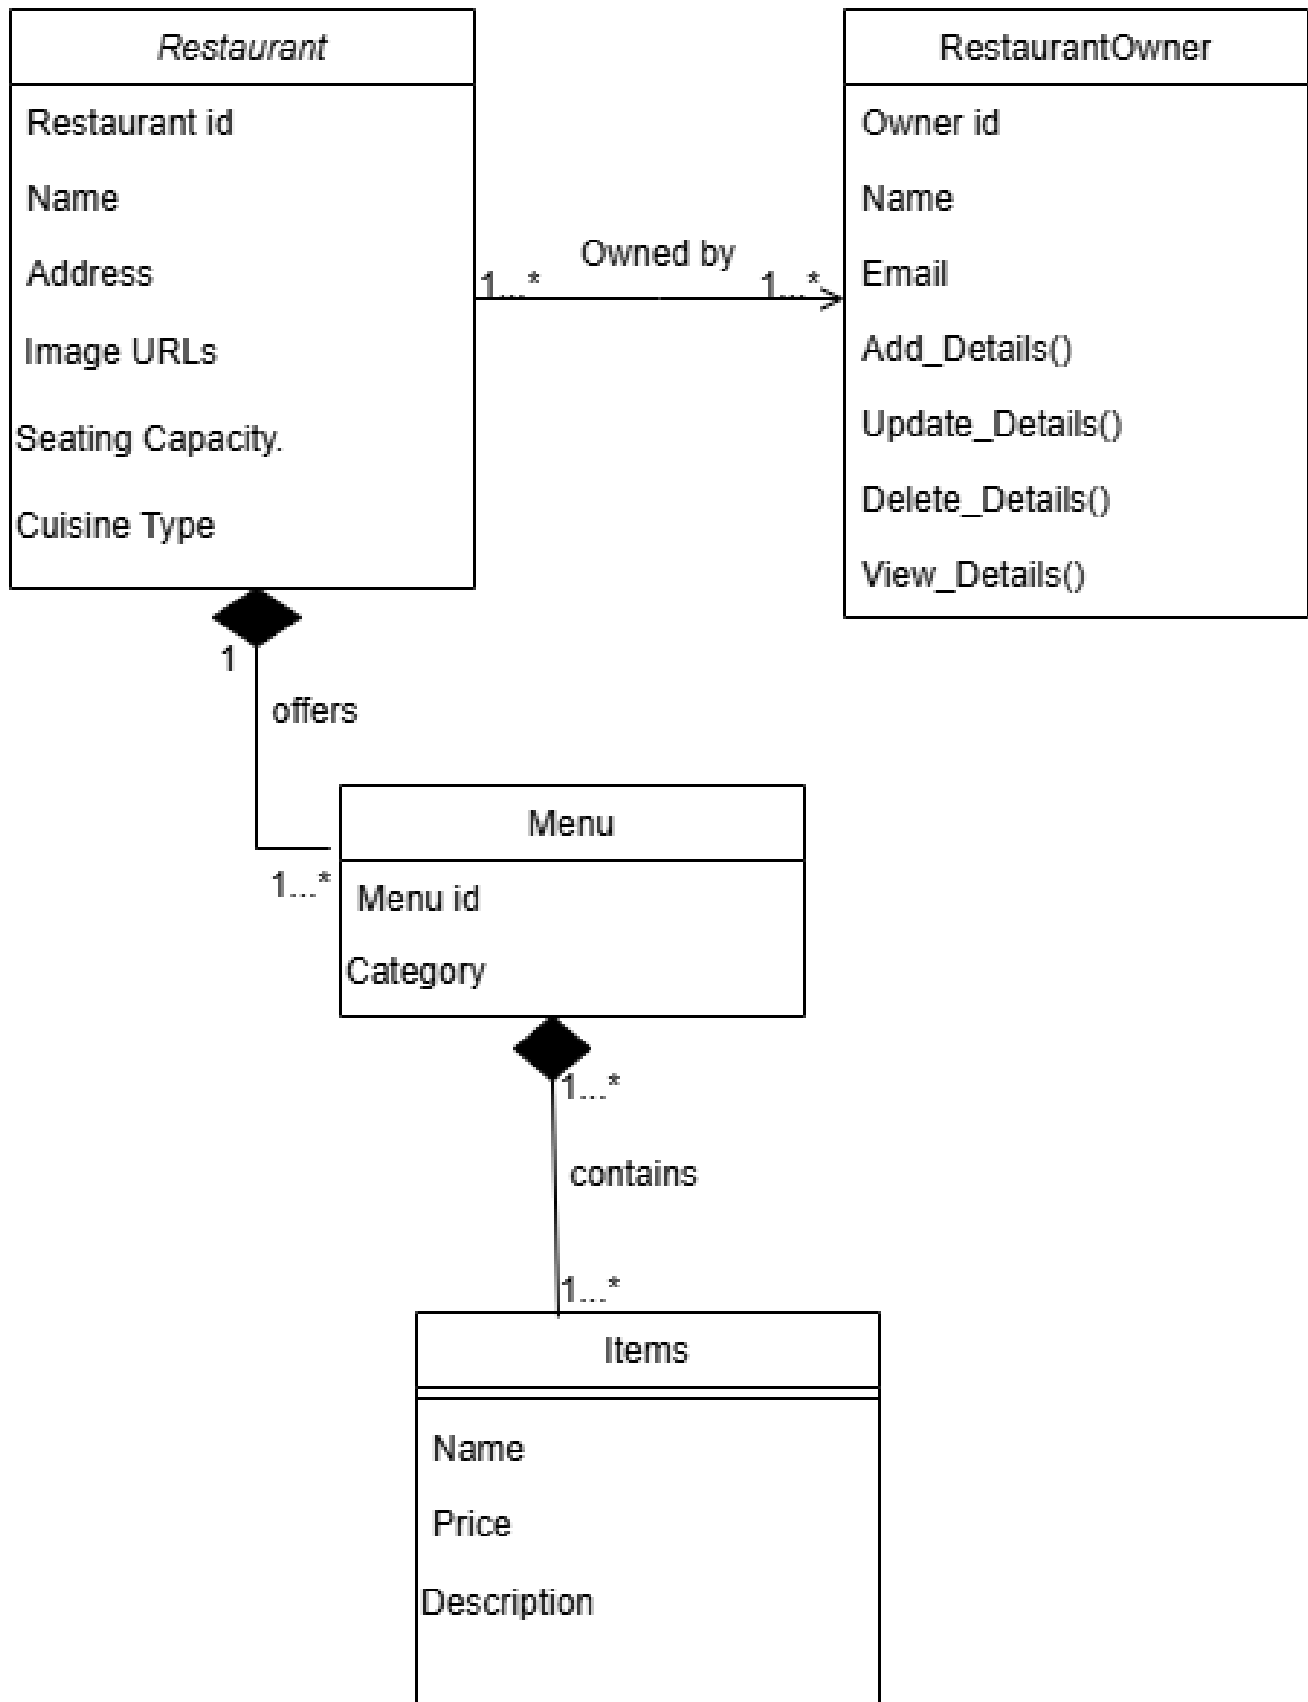 Restaurant
Restaurant id
Name
Address
Image URLs
Seating Capacity.
Cuisine Type
Owned by
1...*
1...*
RestaurantOwner
Owner id
Name
Email
Add_Details()
Update_Details()
Delete_Details()
View_Details()
1
offers
1...*
Menu
Menu id
Category
1...*
contains
1...*
Items
Name
Price
Description